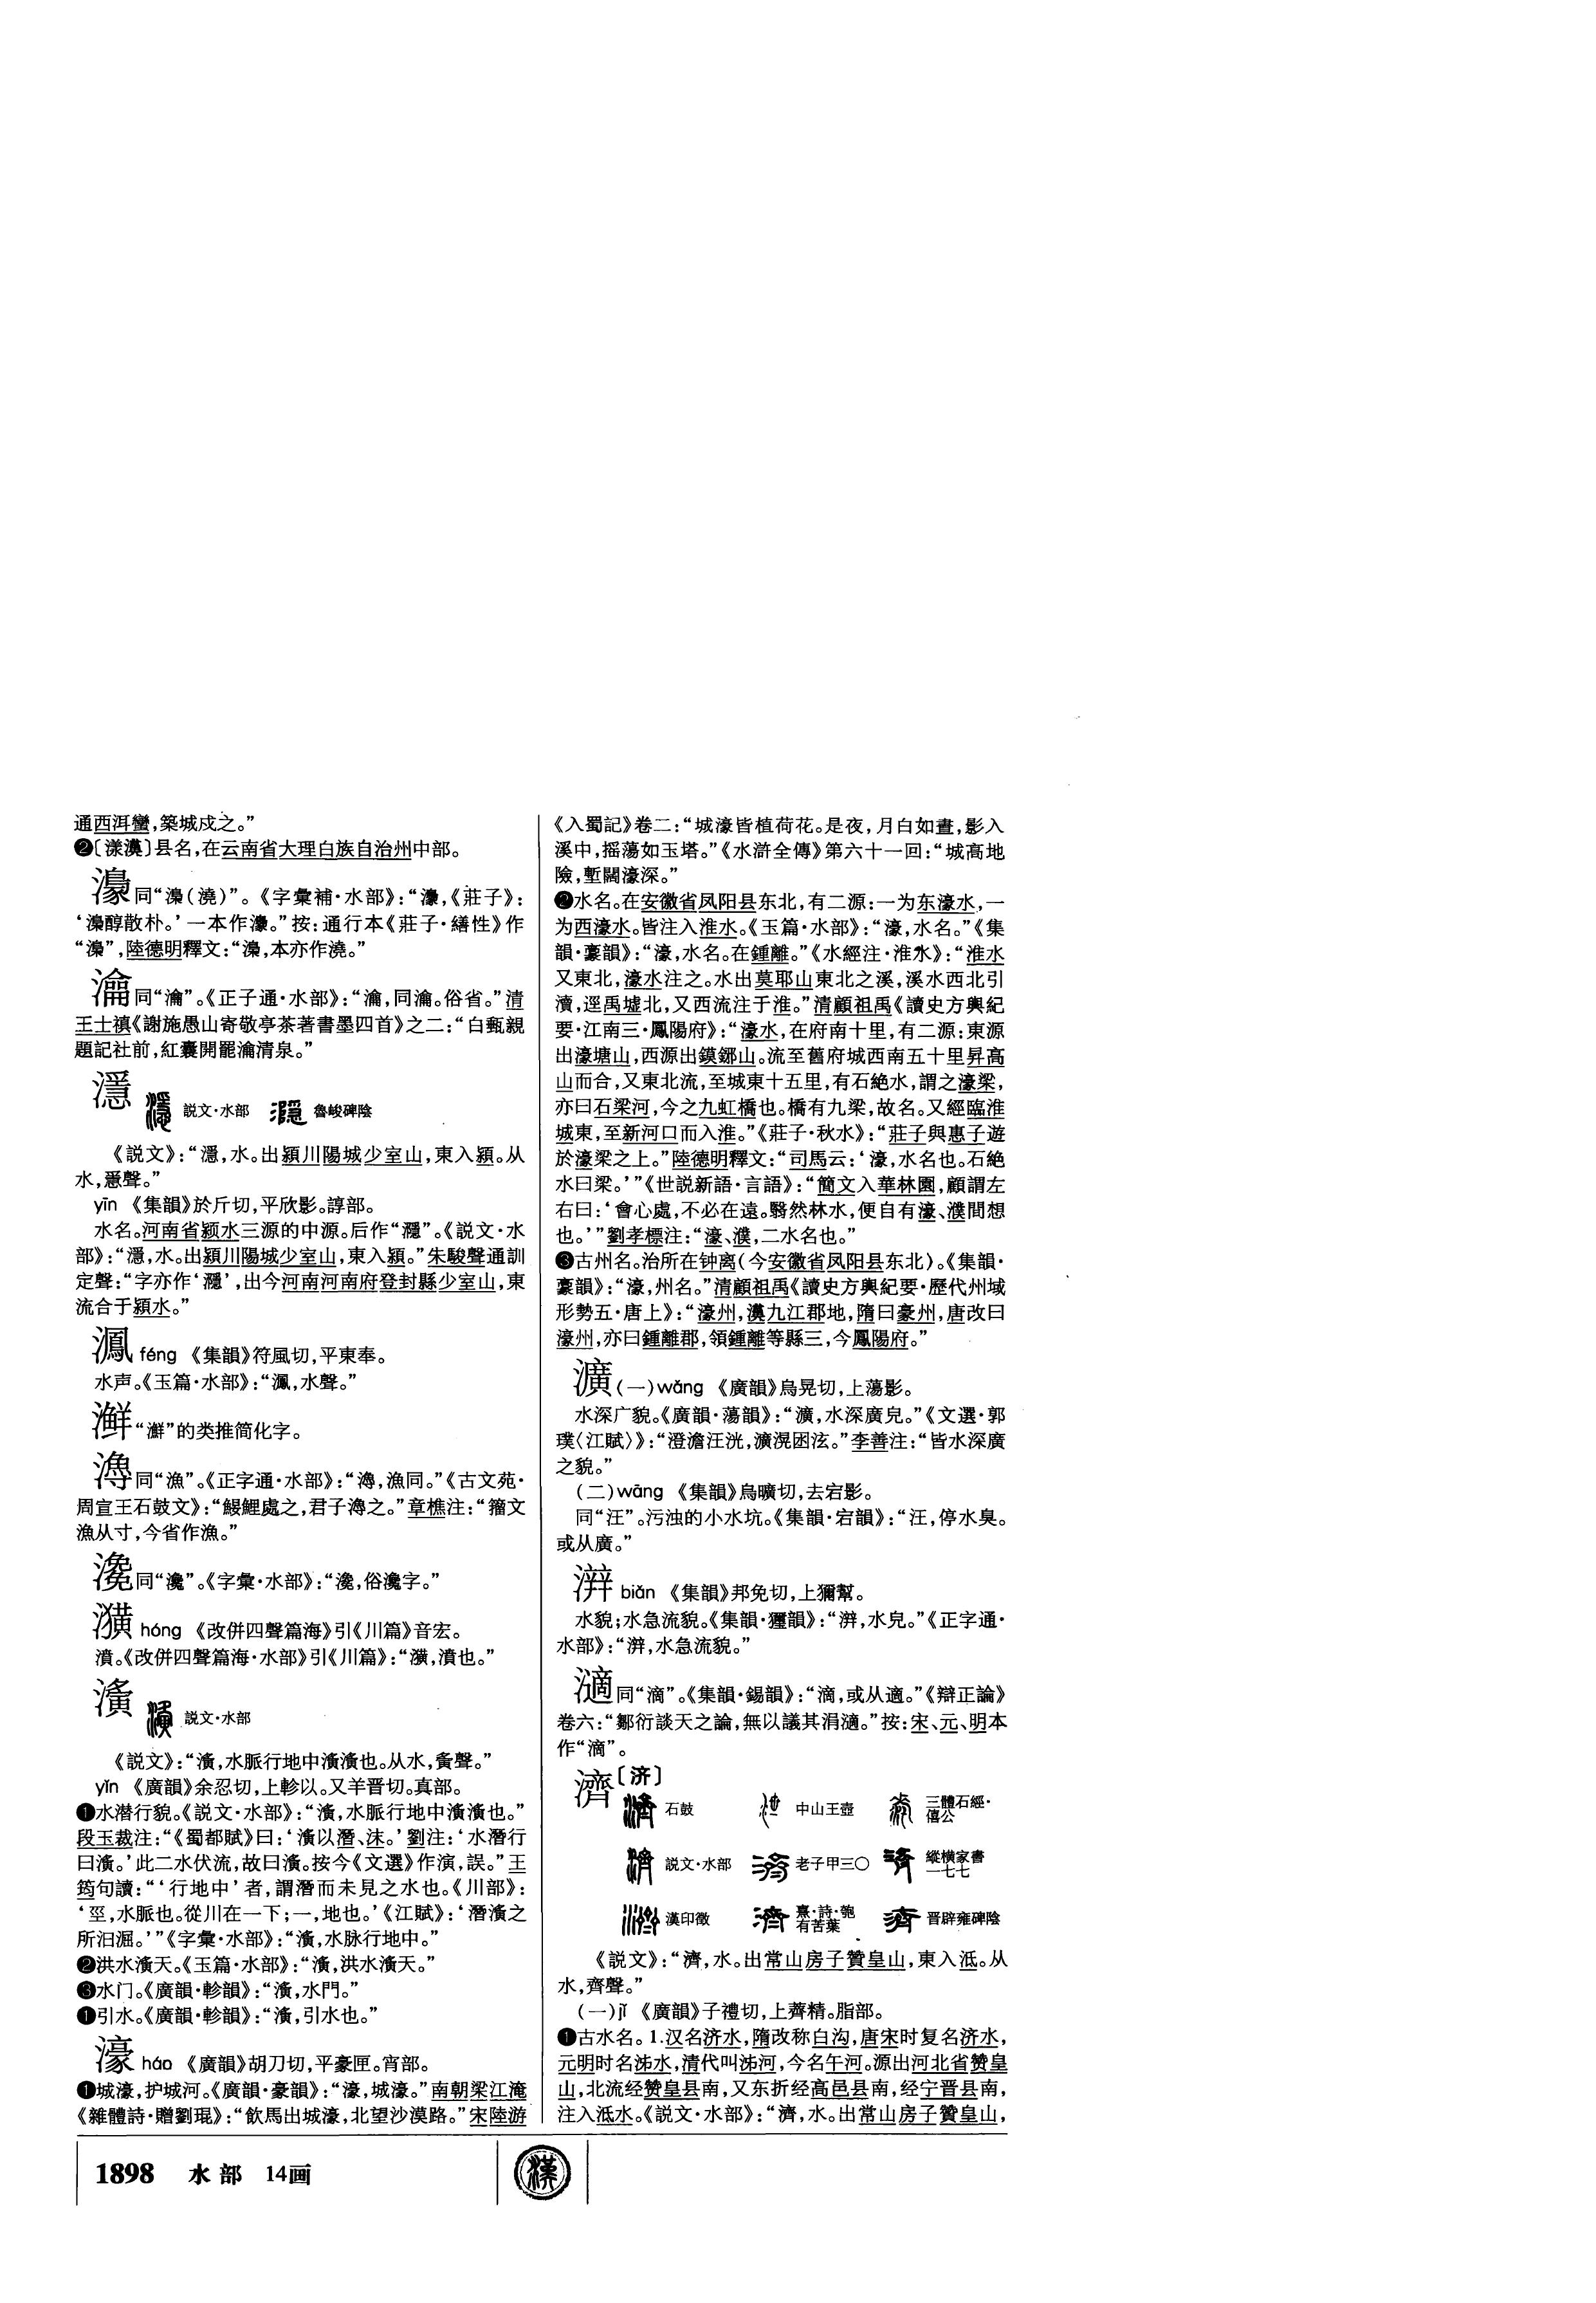 通西洱蠻，築城戍之。”
❷〔漾濞〕县名，在云南省大理白族自治州中部。
同“澆”。《字彙補·水部》：“《莊子》：
醇散朴。’一本作。”按：通行本《莊子·繕性》作
陸德明釋文：“本亦作澆。”
同“瀹”。《正子通·水部》：“同瀹。俗省。”清
王士禛《謝施愚山寄敬亭茶著書墨四首》之二：“白甄親
題記社前，紅囊開罷瀹清泉。”
濦 説文·水部 魯峻碑陰
《説文》：“濦，水。出潁川陽城少室山，東入潁。从
水，㥯聲。”
yīn 《集韻》於斤切，平欣影。諄部。
水名。河南省颍水三源的中源。后作“㶏”。《説文·水
部》：“濦，水。出潁川陽城少室山，東入潁。”朱駿聲通訓
定聲：“字亦作‘㶏’，出今河南河南府登封縣少室山，東
流合于潁水。”
féng 《集韻》符風切，平東奉。
水声。《玉篇·水部》：“水聲。”
“㶍”的类推简化字。
同“漁”。《正字通·水部》：“漁同。”《古文苑·
周宣王石鼓文》：“鰋鯉處之，君子之。”章樵注：“籀文
漁从寸，今省作漁。”
同“瀺”。《字彙·水部》：“俗瀺字。”
hóng 《改併四聲篇海》引《川篇》音宏。
濆。《改併四聲篇海·水部》引《川篇》：“濆也。”
濥 説文·水部
《説文》：“濥，水脈行地中濥濥也。从水，夤聲。”
yǐn 《廣韻》余忍切，上軫以。又羊晋切。真部。
❶水潜行貌。《説文·水部》：“濥，水脈行地中濥濥也。”
段玉裁注：“《蜀都賦》曰：‘濥以潛、沫。’劉注：‘水潛行
曰濥。’此二水伏流，故曰濥。按今《文選》作演，誤。”王
筠句讀：“‘行地中’者，謂潛而未見之水也。《川部》：
‘巠，水脈也。從川在一下；一，地也。’《江賦》：‘潛濥之
所汩淈。’”《字彙·水部》：“濥，水脉行地中。”
❷洪水濥天。《玉篇·水部》：“濥，洪水濥天。”
❸水门。《廣韻·軫韻》：“濥，水門。”
❶引水。《廣韻·軫韻》：“濥，引水也。”
濠 háo 《廣韻》胡刀切，平豪匣。宵部。
❶城濠，护城河。《廣韻·豪韻》：“濠，城濠。”南朝梁江淹
《雜體詩·贈劉琨》：“飲馬出城濠，北望沙漠路。”宋陸游
《入蜀記》卷二：“城濠皆植荷花。是夜，月白如晝，影入
溪中，摇蕩如玉塔。”《水滸全傳》第六十一回：“城高地
險，塹闊濠深。”
❷水名。在安徽省凤阳县东北，有二源：一为东濠水，一
为西濠水。皆注入淮水。《玉篇·水部》：“濠，水名。”《集
韻·豪韻》：“濠，水名。在鍾離。”《水經注·淮水》：“淮水
又東北，濠水注之。水出莫耶山東北之溪，溪水西北引
瀆，逕禹墟北，又西流注于淮。”清顧祖禹《讀史方輿紀
要·江南三·鳳陽府》：“濠水，在府南十里，有二源：東源
出濠塘山，西源出鏌鋣山。流至舊府城西南五十里昇高
山而合，又東北流，至城東十五里，有石絶水，謂之濠梁，
亦曰石梁河，今之九虹橋也。橋有九梁，故名。又經臨淮
城東，至新河口而入淮。”《莊子·秋水》：“莊子與惠子遊
於濠梁之上。”陸德明釋文：“司馬云：‘濠，水名也。石絶
水曰梁。’”《世説新語·言語》：“簡文入華林園，顧謂左
右曰：‘會心處，不必在遠。翳然林水，便自有濠、濮間想
也。’”劉孝標注：“濠、濮，二水名也。”
❸古州名。治所在钟离（今安徽省凤阳县东北）。《集韻·
豪韻》：“濠，州名。”清顧祖禹《讀史方輿紀要·歷代州域
形勢五·唐上》：“濠州，漢九江郡地，隋曰豪州，唐改曰
濠州，亦曰鍾離郡，領鍾離等縣三，今鳳陽府。”
瀇 （一）wǎng 《廣韻》烏晃切，上蕩影。
水深广貌。《廣韻·蕩韻》：“瀇，水深廣皃。”《文選·郭
璞〈江賦〉》：“澄澹汪洸，瀇滉囦泫。”李善注：“皆水深廣
之貌。”
（二）wāng 《集韻》烏曠切，去宕影。
同“汪”。污浊的小水坑。《集韻·宕韻》：“汪，停水臭。
或从廣。”
biǎn 《集韻》邦免切，上獮幫。
水貌；水急流貌。《集韻·獮韻》：“水皃。”《正字通·
水部》：“水急流貌。”
同“滴”。《集韻·錫韻》：“滴，或从適。”《辯正論》
卷六：“鄒衍談天之論，無以議其涓。”按：宋、元、明本
作“滴”。
濟〔济〕
石鼓 中山王壺 三體石經·僖公
説文·水部 老子甲三〇 縱横家書一七七
漢印徵 熹·詩·匏有苦葉 晋辟雍碑陰
《説文》：“濟，水。出常山房子贊皇山，東入泜。从
水，齊聲。”
（一）jǐ 《廣韻》子禮切，上薺精。脂部。
❶古水名。1.汉名济水，隋改称白沟，唐宋时复名济水，
元明时名泲水，清代叫泲河，今名午河。源出河北省赞皇
山，北流经赞皇县南，又东折经高邑县南，经宁晋县南，
注入泜水。《説文·水部》：“濟，水。出常山房子贊皇山，
1898 水部 14画
漢